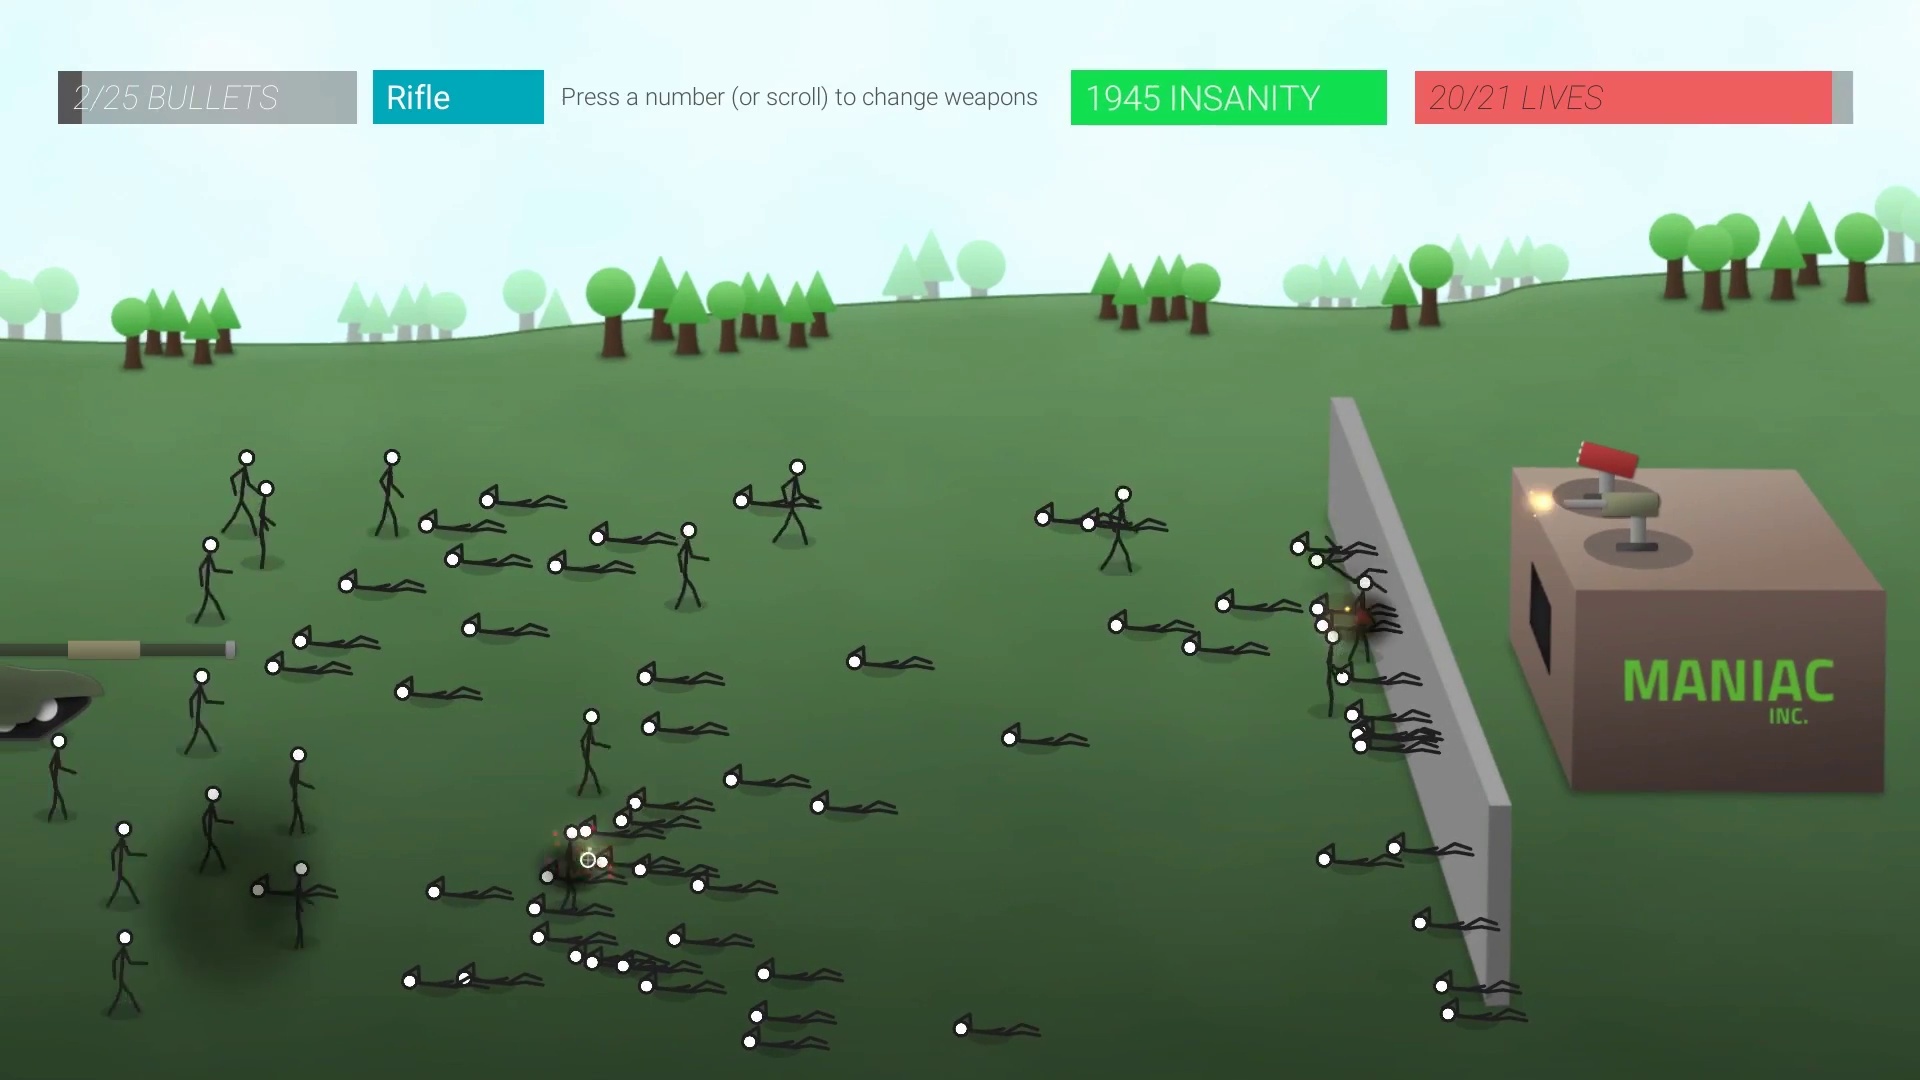 2/25 BULLETS
Rifle
Press a number (or scroll) to change weapons
1945 INSANITY
20/21 LIVES
MANIAC
INC.